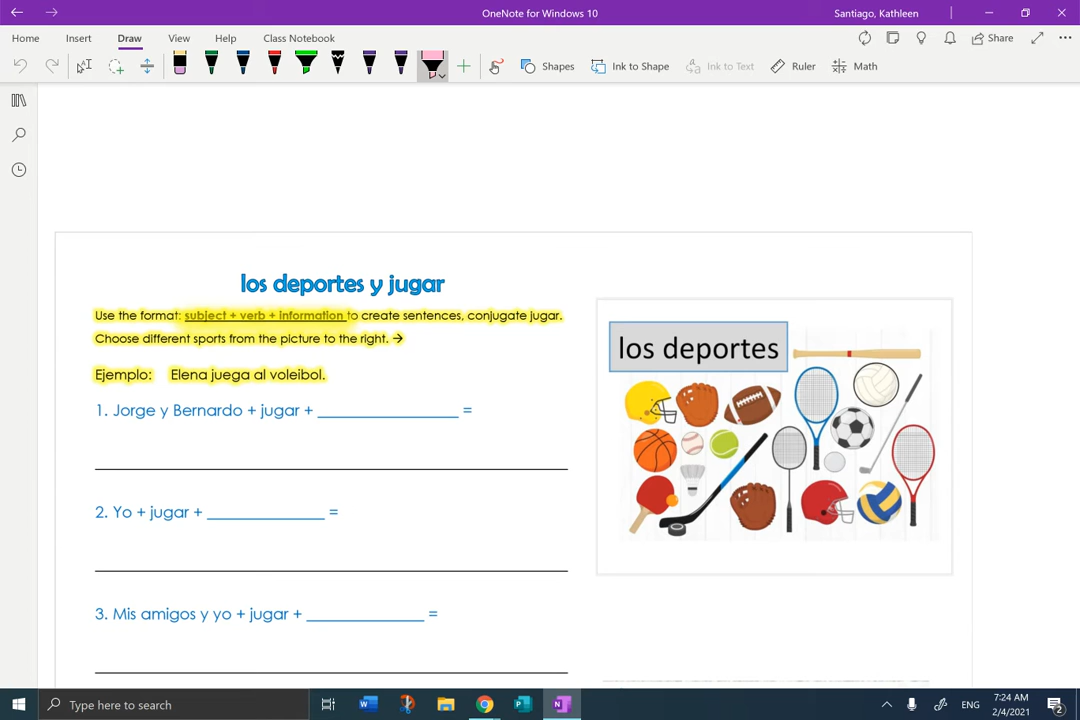 OneNote for Windows 10
Santiago, Kathleen
Home Insert Draw View Help Class Notebook
Share
Shapes Ink to Shape Ink to Text Ruler Math
los deportes y jugar
Use the format: subject + verb + information to create sentences, conjugate jugar.
Choose different sports from the picture to the right. →
Ejemplo: Elena juega al voleibol.
1. Jorge y Bernardo + jugar + ________________ =
2. Yo + jugar + _____________ =
3. Mis amigos y yo + jugar + _____________ =
los deportes
Type here to search
ENG
7:24 AM
2/4/2021
2